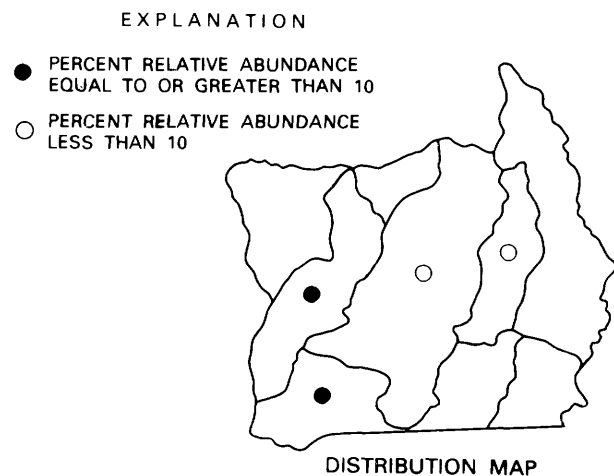 EXPLANATION
PERCENT RELATIVE ABUNDANCE
EQUAL TO OR GREATER THAN 10
PERCENT RELATIVE ABUNDANCE
LESS THAN 10
DISTRIBUTION MAP